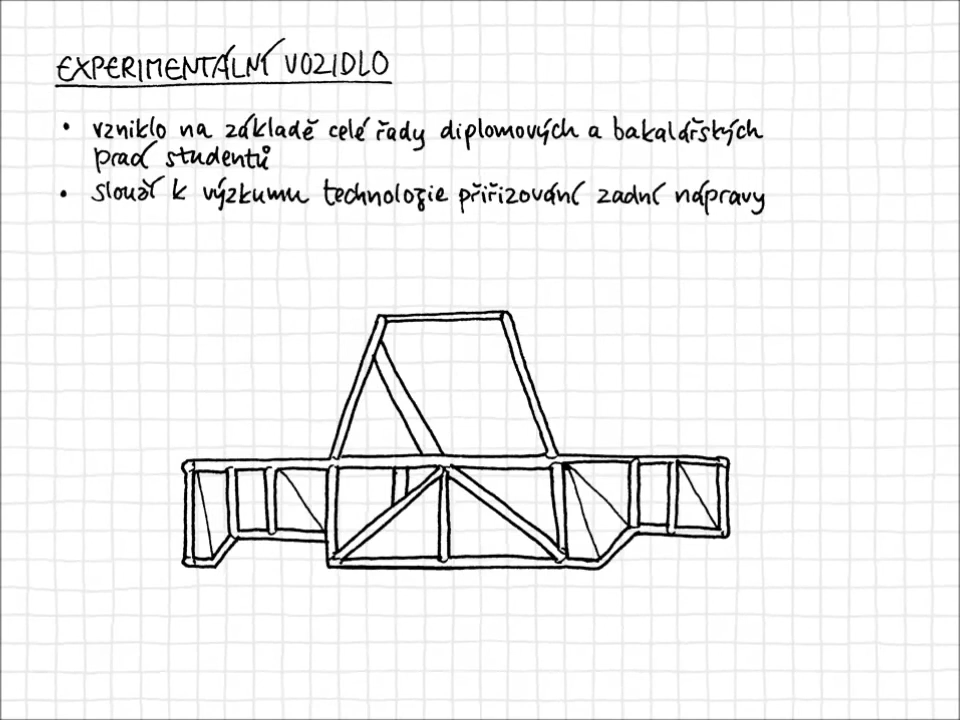 EXPERIMENTÁLNÍ VOZIDLO
• vzniklo na základě celé řady diplomových a bakalářských
prací studentů
• slouží k výzkumu technologie přiřizování zadní nápravy